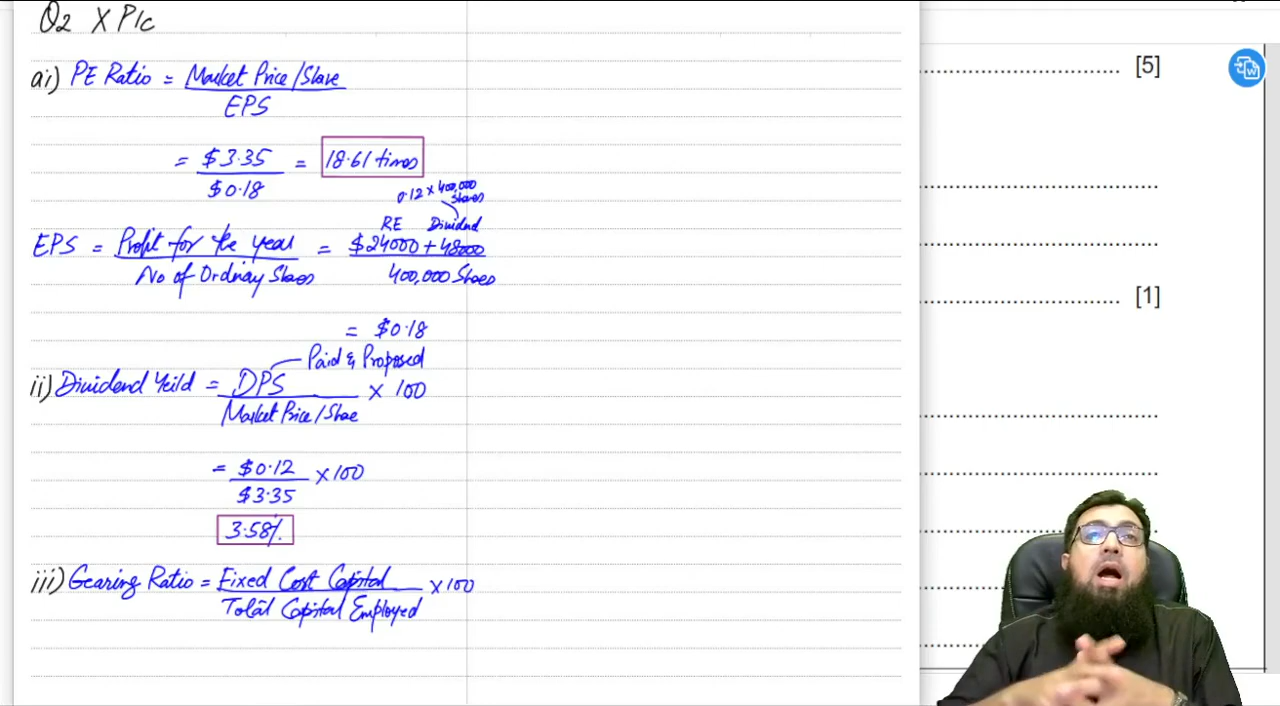 Q2 X Plc
ai) PE Ratio = Market Price/Share
EPS
= $3.35 = 18.61 times
$0.18
0.12 × 400,000
Shares
RE Dividend
EPS = Profit for the year = $24000 + 48000
No of Ordinary Shares 400,000 Shares
= $0.18
Paid & Proposed
ii) Dividend Yeild = DPS × 100
Market Price/Share
= $0.12 × 100
$3.35
3.58%
iii) Gearing Ratio = Fixed Cost Capital × 100
Total Capital Employed
[5]
W
[1]